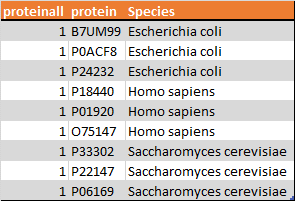 proteinall protein Species
1 B7UM99 Escherichia coli
1 P0ACF8 Escherichia coli
1 P24232 Escherichia coli
1 P18440 Homo sapiens
1 P01920 Homo sapiens
1 O75147 Homo sapiens
1 P33302 Saccharomyces cerevisiae
1 P22147 Saccharomyces cerevisiae
1 P06169 Saccharomyces cerevisiae